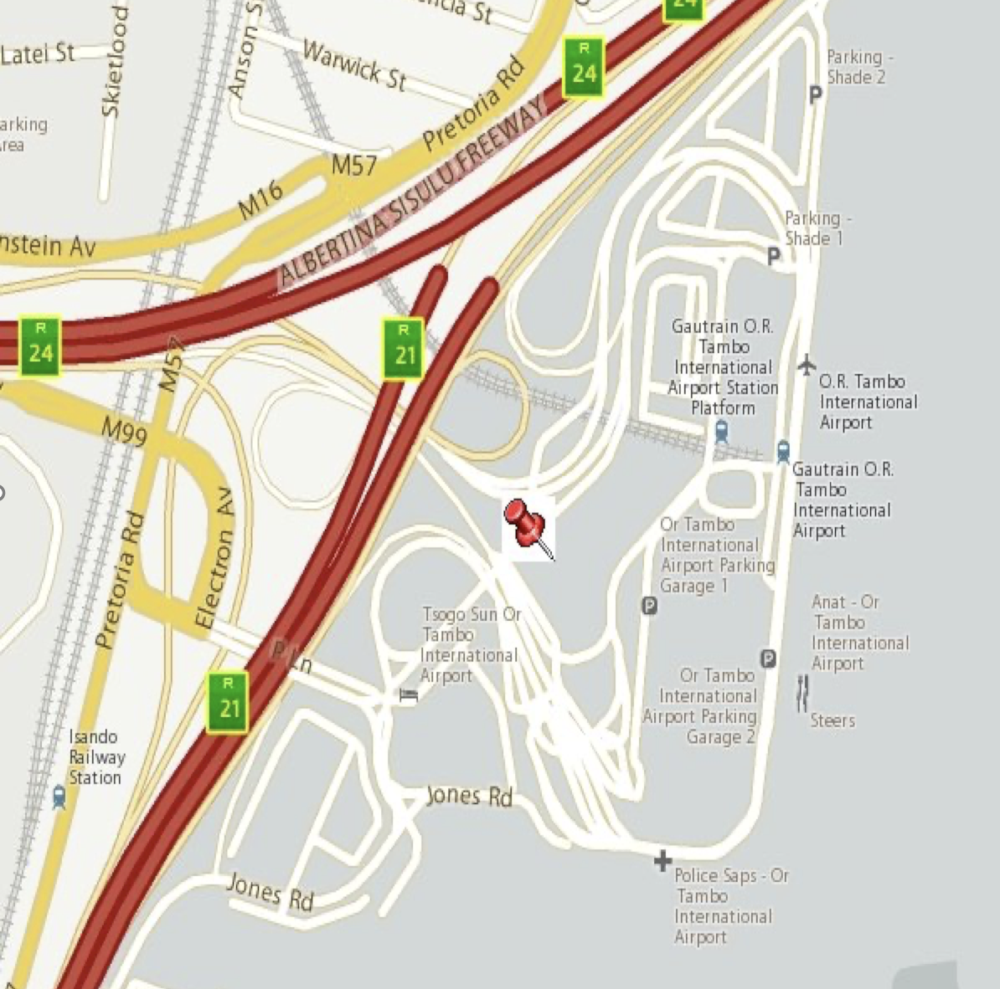 24
ncia St
R
24
Latel St
Skietlood
Anson S
Warwick St
Pretoria Rd
Parking -
Shade 2
P
arking
rea
M57
M16
ALBERTINA SISULU FREEWAY
nstein Av
Parking -
Shade 1
P
R
24
M57
R
21
Gautrain O.R.
Tambo
International
Airport Station
Platform
O.R. Tambo
International
Airport
M99
Gautrain O.R.
Tambo
International
Airport
Pretoria Rd
Electron Av
Or Tambo
International
Airport Parking
Garage 1
P
Tsogo Sun Or
Tambo
International
Airport
Anat - Or
Tambo
International
Airport
R
21
Or Tambo
International
Airport Parking
Garage 2
P
Steers
Isando
Railway
Station
Jones Rd
Jones Rd
Police Saps - Or
Tambo
International
Airport